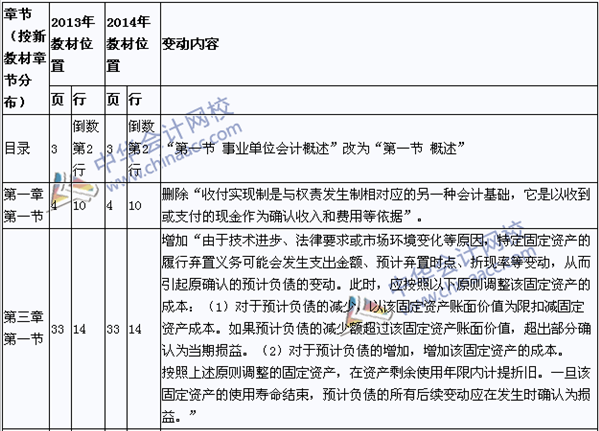 章节
（按新
教材章
节分
布）
2013年
教材位
置
2014年
教材位
置
变动内容
页 行 页 行
目录 3 倒数
第2
行 3 倒数
第2
行 “第一节 事业单位会计概述”改为“第一节 概述”
第一章
第一节 4 10 4 10
删除“收付实现制是与权责发生制相对应的另一种会计基础，它是以收到
或支付的现金作为确认收入和费用等依据”。
第三章
第一节 33 14 33 14
增加“由于技术进步、法律要求或市场环境变化等原因，特定固定资产的
履行弃置义务可能会发生支出金额、预计弃置时点、折现率等变动，从而
引起原确认的预计负债的变动。此时，应按照以下原则调整该固定资产的
成本：（1）对于预计负债的减少，以该固定资产账面价值为限扣减固定
资产成本。如果预计负债的减少额超过该固定资产账面价值，超出部分确
认为当期损益。（2）对于预计负债的增加，增加该固定资产的成本。
按照上述原则调整的固定资产，在资产剩余使用年限内计提折旧。一旦该
固定资产的使用寿命结束，预计负债的所有后续变动应在发生时确认为损
益。”
中华会计网校
www.chinaacc.com
中华会计网校
www.chinaacc.com